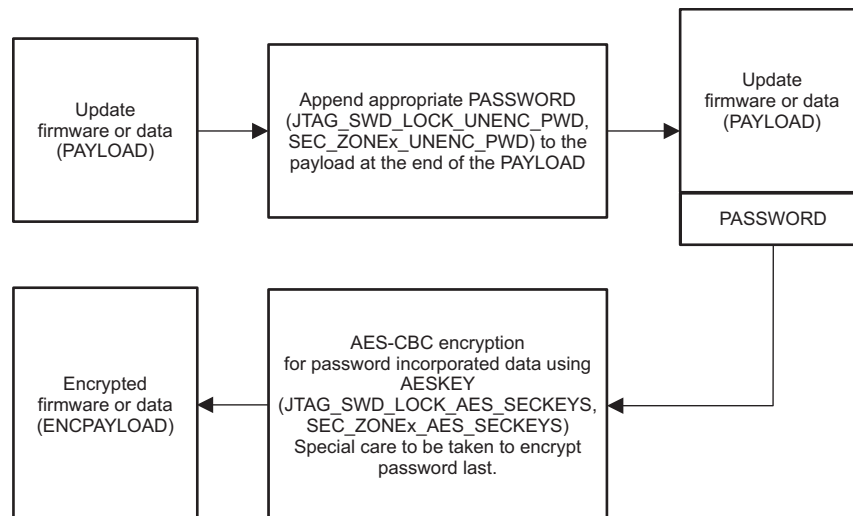 Update
firmware or data
(PAYLOAD)
Append appropriate PASSWORD
(JTAG_SWD_LOCK_UNENC_PWD,
SEC_ZONEx_UNENC_PWD) to the
payload at the end of the PAYLOAD
Update
firmware or data
(PAYLOAD)
PASSWORD
Encrypted
firmware or data
(ENCPAYLOAD)
AES-CBC encryption
for password incorporated data using
AESKEY
(JTAG_SWD_LOCK_AES_SECKEYS,
SEC_ZONEx_AES_SECKEYS)
Special care to be taken to encrypt
password last.